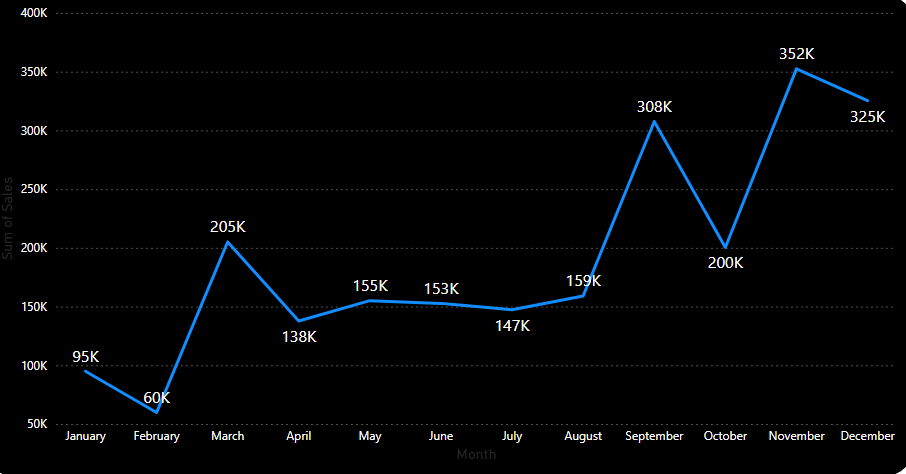 400K
350K
300K
250K
200K
150K
100K
50K
Sum of Sales
95K
60K
205K
138K
155K
153K
147K
159K
308K
200K
352K
325K
January February March April May June July August September October November December
Month